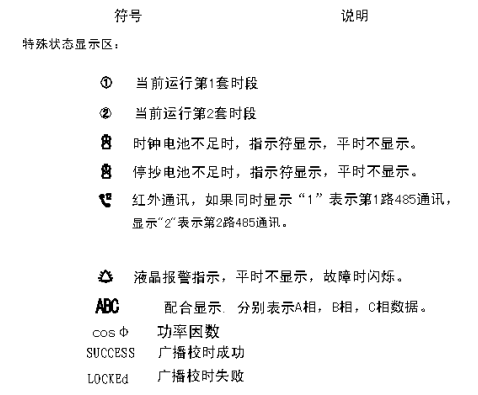 符号 说明
特殊状态显示区：
① 当前运行第1套时段
② 当前运行第2套时段
时钟电池不足时，指示符显示，平时不显示。
停抄电池不足时，指示符显示，平时不显示。
红外通讯，如果同时显示“1”表示第1路485通讯，
显示“2“表示第2路485通讯。
液晶报警指示，平时不显示，故障时闪烁。
ABC 配合显示. 分别表示A相，B相，C相数据。
cosΦ 功率因数
SUCCESS 广播校时成功
LOCKEd 广播校时失败